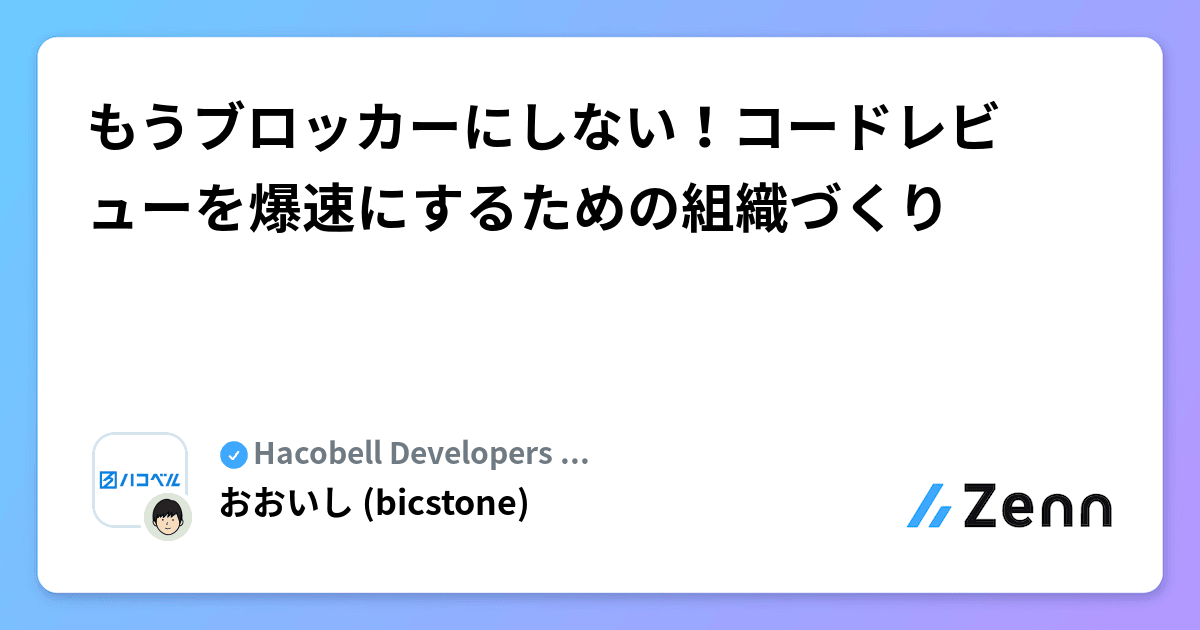 もうブロッカーにしない！コードレビ
ューを爆速にするための組織づくり
ハコベル
Hacobell Developers ...
おおいし (bicstone)
Zenn